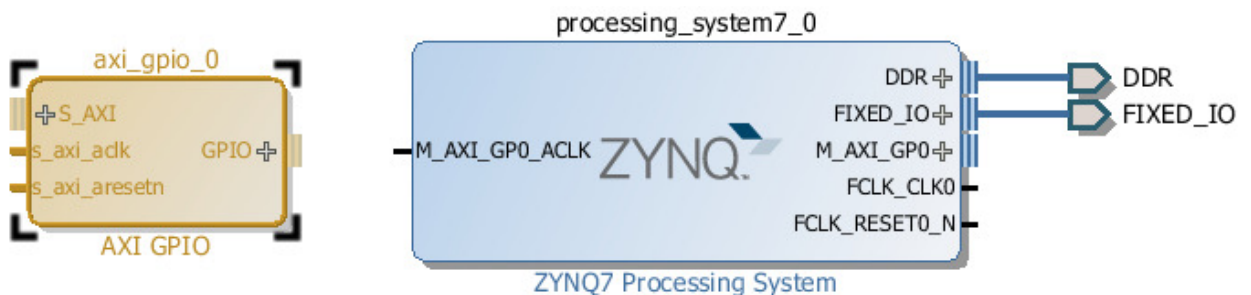 axi_gpio_0
S_AXI
s_axi_aclk
GPIO
s_axi_aresetn
AXI GPIO
processing_system7_0
DDR
FIXED_IO
M_AXI_GP0_ACLK
ZYNQ
M_AXI_GP0
FCLK_CLK0
FCLK_RESET0_N
ZYNQ7 Processing System
DDR
FIXED_IO